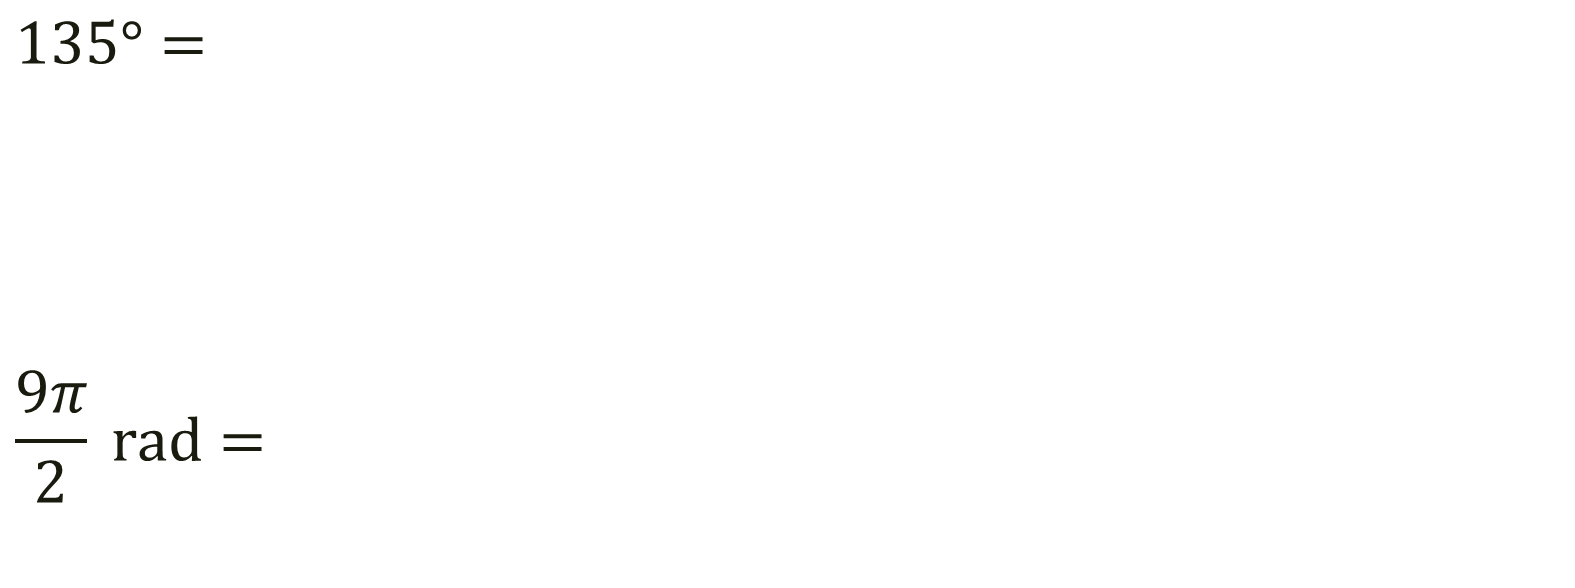 135° =
9π/2 rad =